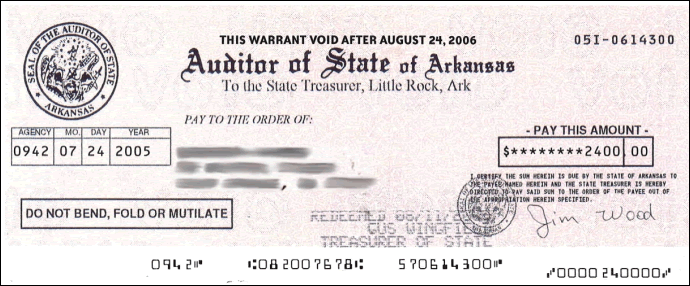 THIS WARRANT VOID AFTER AUGUST 24, 2006
05I-0614300
SEAL OF THE AUDITOR OF STATE
ARKANSAS
Auditor of State of Arkansas
To the State Treasurer, Little Rock, Ark
PAY TO THE ORDER OF:
AGENCY MO. DAY YEAR
0942 07 24 2005
- PAY THIS AMOUNT -
$********2400.00
I CERTIFY THE SUM HEREIN IS DUE BY THE STATE OF ARKANSAS TO
THE PAYEE NAMED HEREIN AND THE STATE TREASURER IS HEREBY
DIRECTED TO PAY SAID SUM TO THE ORDER OF THE PAYEE OUT OF
THE APPROPRIATION HEREIN SPECIFIED.
Jim Wood
DO NOT BEND, FOLD OR MUTILATE
REDEEMED
GUS WINGFIELD
TREASURER OF STATE
0942⑈ ⑆082007678⑆ 570614300⑈ ⑈0000240000⑈